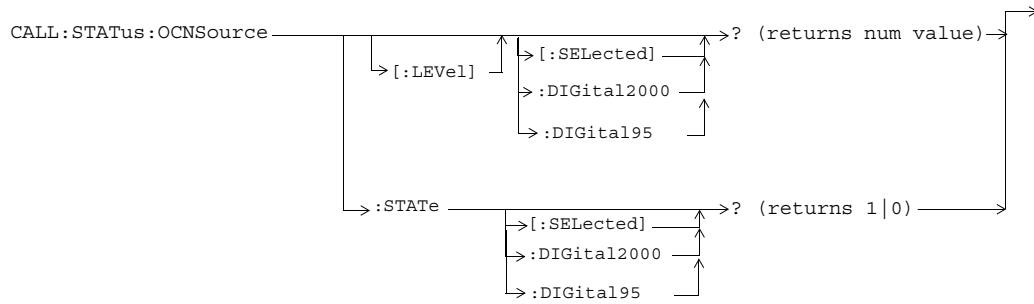 CALL:STATus:OCNSource
? (returns num value)
[:LEVel]
[:SELected]
:DIGital2000
:DIGital95
:STATe
? (returns 1|0)
[:SELected]
:DIGital2000
:DIGital95